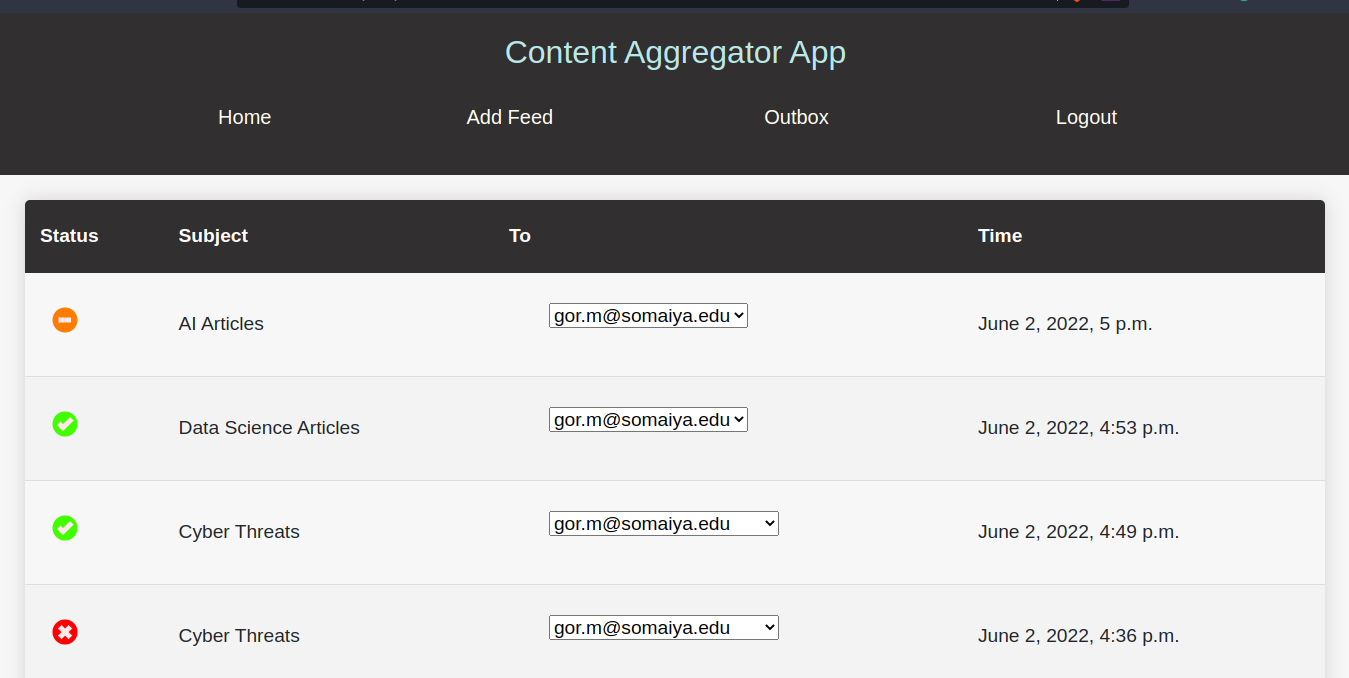 Content Aggregator App
Home Add Feed Outbox Logout
Status Subject To Time
AI Articles gor.m@somaiya.edu June 2, 2022, 5 p.m.
Data Science Articles gor.m@somaiya.edu June 2, 2022, 4:53 p.m.
Cyber Threats gor.m@somaiya.edu June 2, 2022, 4:49 p.m.
Cyber Threats gor.m@somaiya.edu June 2, 2022, 4:36 p.m.